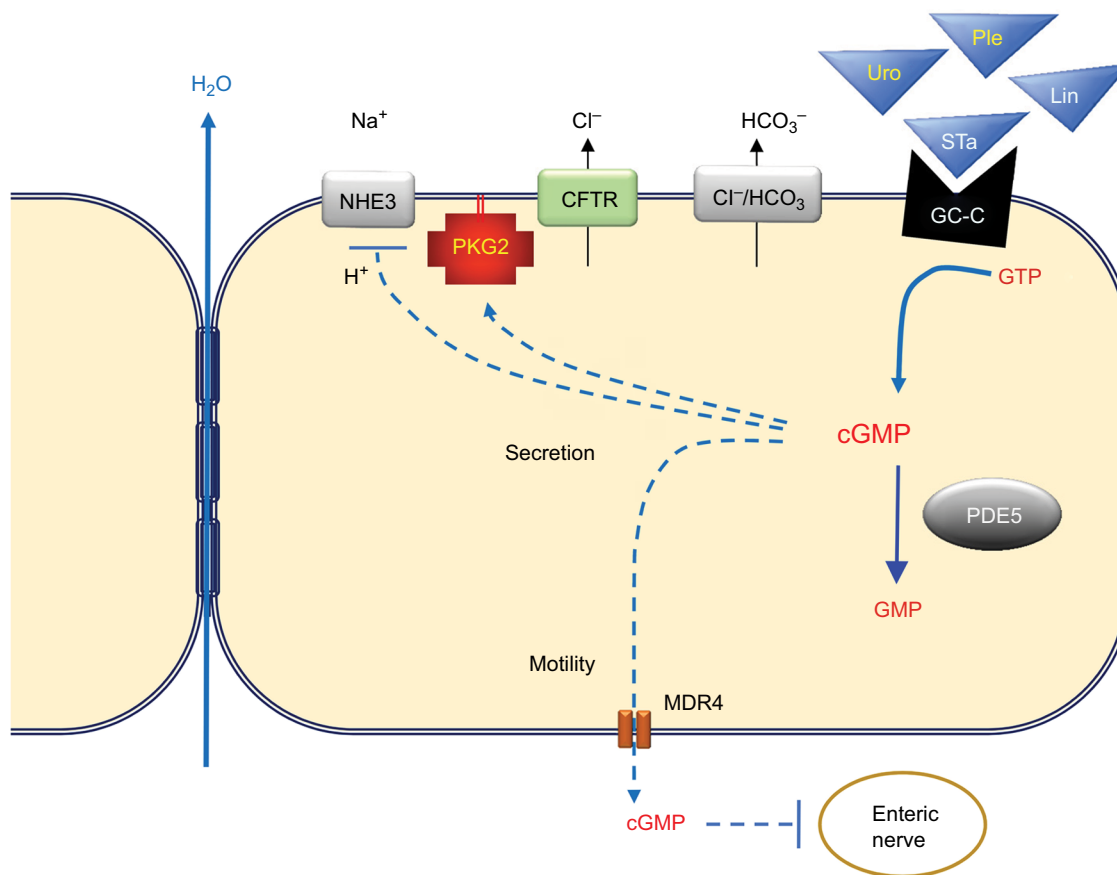 Ple
Uro
Lin
H₂O
Na⁺
Cl⁻
HCO₃⁻
STa
NHE3
CFTR
Cl⁻/HCO₃
GC-C
PKG2
H⁺
GTP
cGMP
Secretion
PDE5
GMP
Motility
MDR4
cGMP
Enteric
nerve